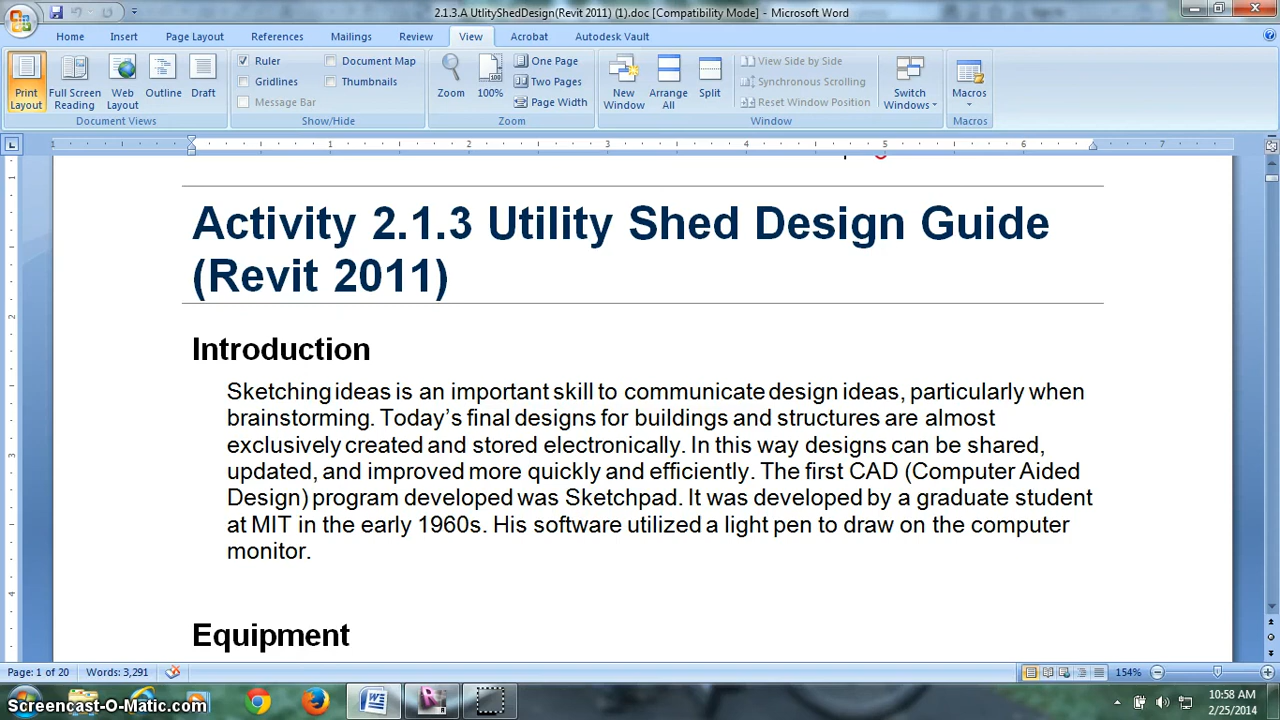 2.1.3.A.UtlityShedDesign(Revit 2011) (1).doc [Compatibility Mode] - Microsoft Word
Home Insert Page Layout References Mailings Review View Acrobat Autodesk Vault
Print Layout
Full Screen Reading
Web Layout
Outline
Draft
Document Views
Ruler
Gridlines
Message Bar
Document Map
Thumbnails
Show/Hide
Zoom
100%
One Page
Two Pages
Page Width
Zoom
New Window
Arrange All
Split
View Side by Side
Synchronous Scrolling
Reset Window Position
Window
Switch Windows
Macros
Macros
1 1 2 3 4 5 6 7
Activity 2.1.3 Utility Shed Design Guide
(Revit 2011)
Introduction
Sketching ideas is an important skill to communicate design ideas, particularly when
brainstorming. Today's final designs for buildings and structures are almost
exclusively created and stored electronically. In this way designs can be shared,
updated, and improved more quickly and efficiently. The first CAD (Computer Aided
Design) program developed was Sketchpad. It was developed by a graduate student
at MIT in the early 1960s. His software utilized a light pen to draw on the computer
monitor.
Equipment
Page: 1 of 20 Words: 3,291 154%
Screencast-O-Matic.com
10:58 AM
2/25/2014